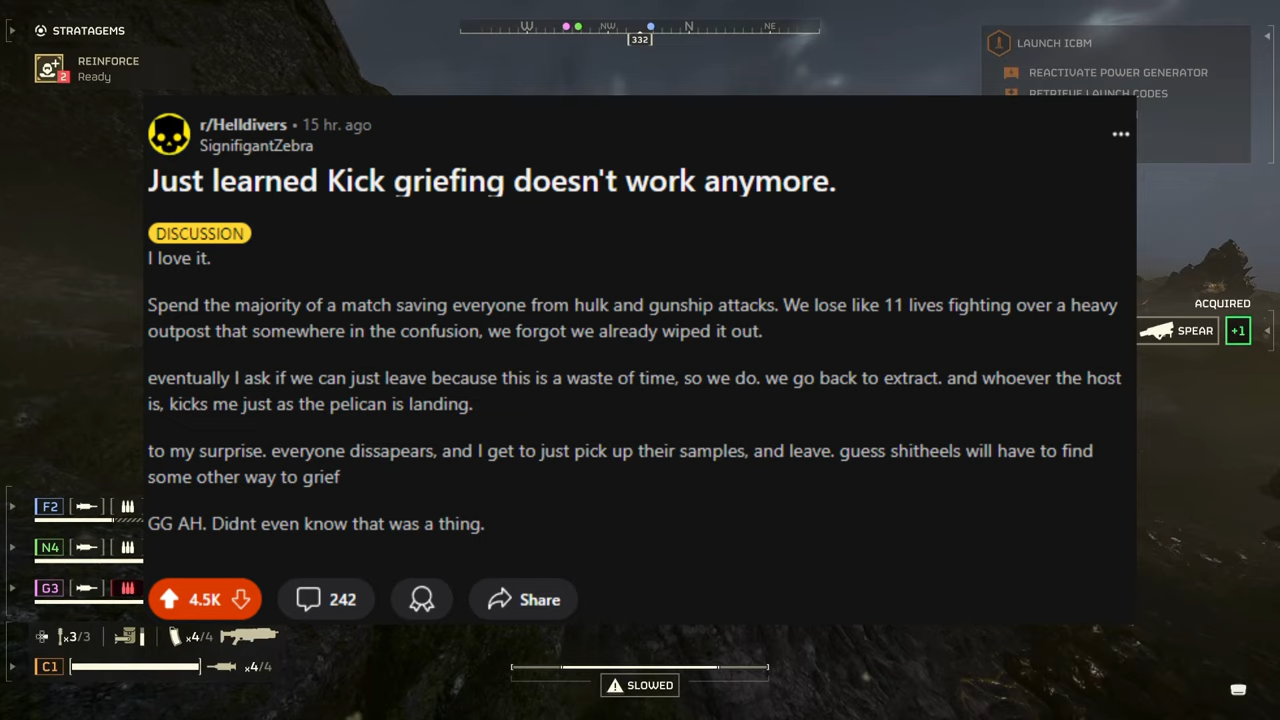 W NW N NE
332
STRATAGEMS
REINFORCE
2 Ready
LAUNCH ICBM
REACTIVATE POWER GENERATOR
RETRIEVE LAUNCH CODES
r/Helldivers • 15 hr. ago
SignifigantZebra
Just learned Kick griefing doesn't work anymore.
DISCUSSION
I love it.
Spend the majority of a match saving everyone from hulk and gunship attacks. We lose like 11 lives fighting over a heavy
outpost that somewhere in the confusion, we forgot we already wiped it out.
eventually I ask if we can just leave because this is a waste of time, so we do. we go back to extract. and whoever the host
is, kicks me just as the pelican is landing.
to my surprise. everyone dissapears, and I get to just pick up their samples, and leave. guess shitheels will have to find
some other way to grief
GG AH. Didnt even know that was a thing.
4.5K 242 Share
ACQUIRED
SPEAR +1
F2
N4
G3
x3/3 x4/4
C1 x4/4
SLOWED